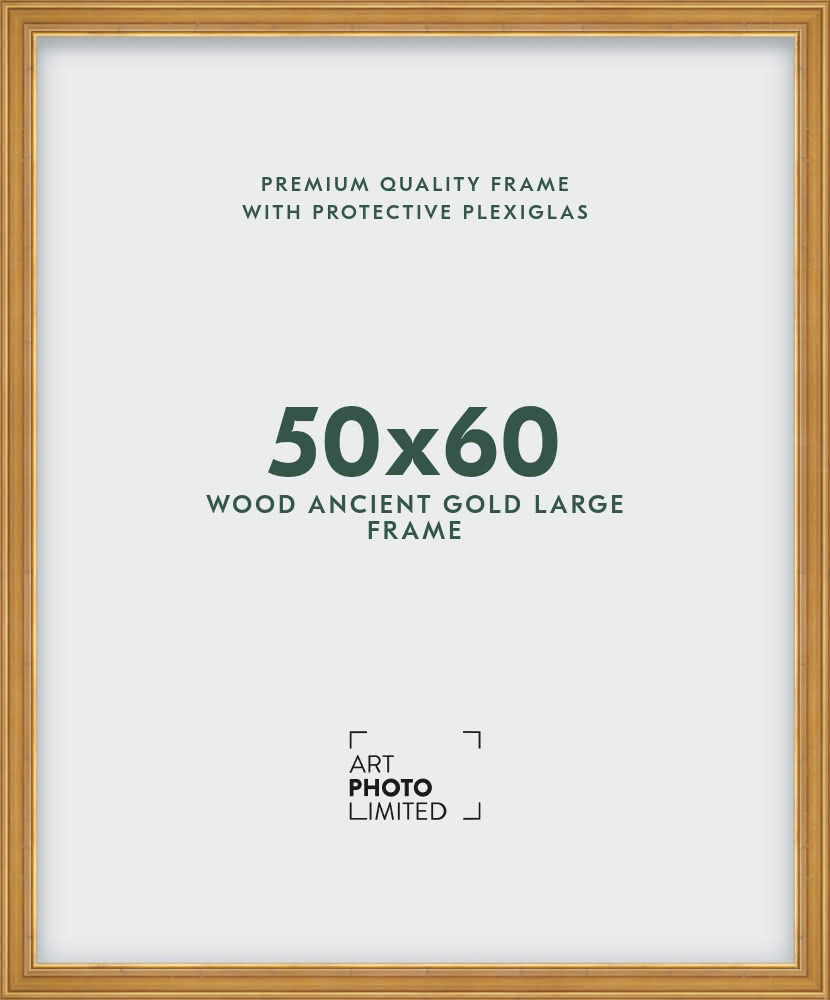 PREMIUM QUALITY FRAME
WITH PROTECTIVE PLEXIGLAS
50x60
WOOD ANCIENT GOLD LARGE
FRAME
ART
PHOTO
LIMITED